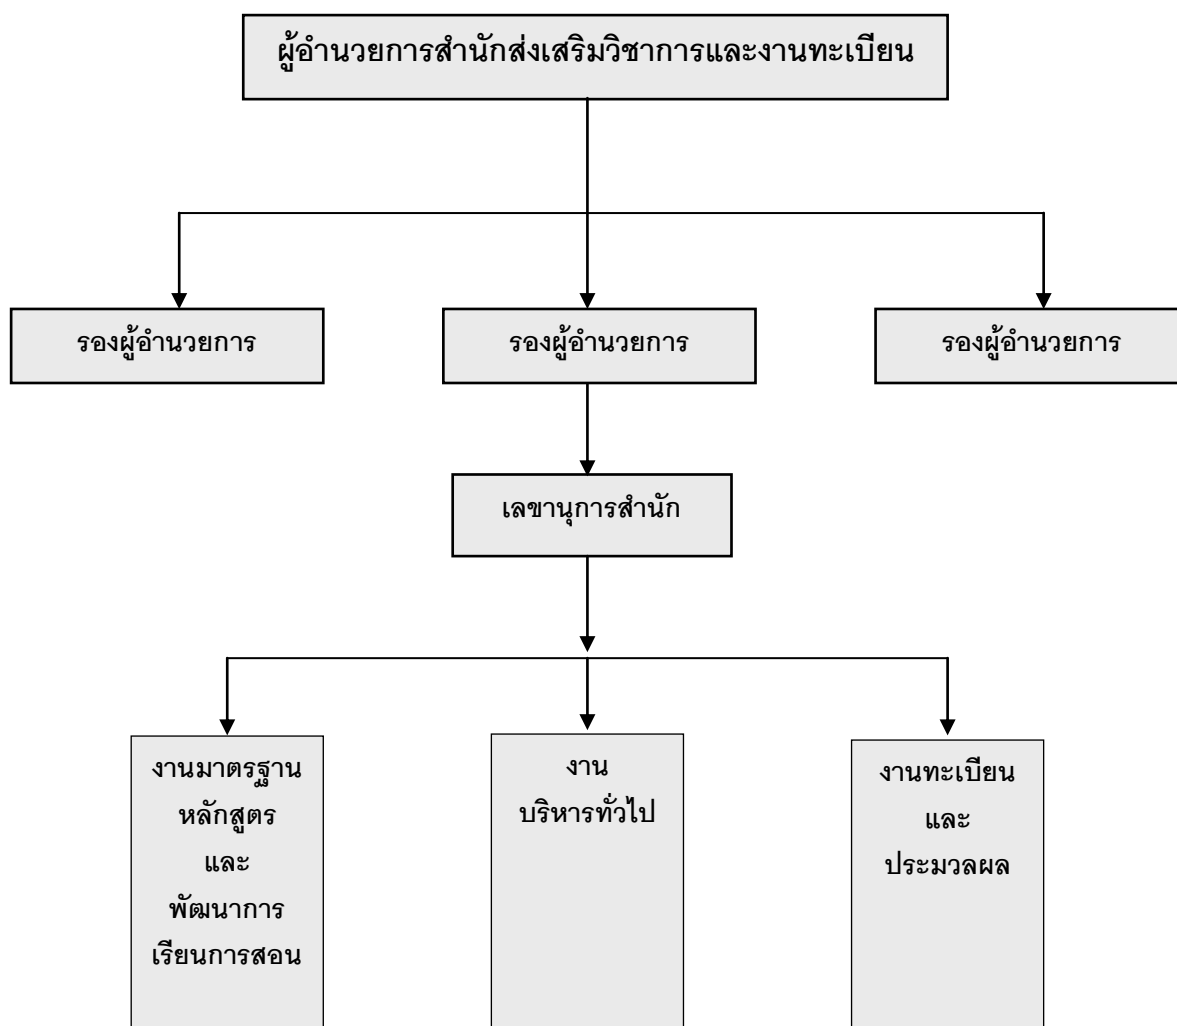 ผู้อำนวยการสำนักส่งเสริมวิชาการและงานทะเบียน
รองผู้อำนวยการ
รองผู้อำนวยการ
รองผู้อำนวยการ
เลขานุการสำนัก
งานมาตรฐาน
หลักสูตร
และ
พัฒนาการ
เรียนการสอน
งาน
บริหารทั่วไป
งานทะเบียน
และ
ประมวลผล